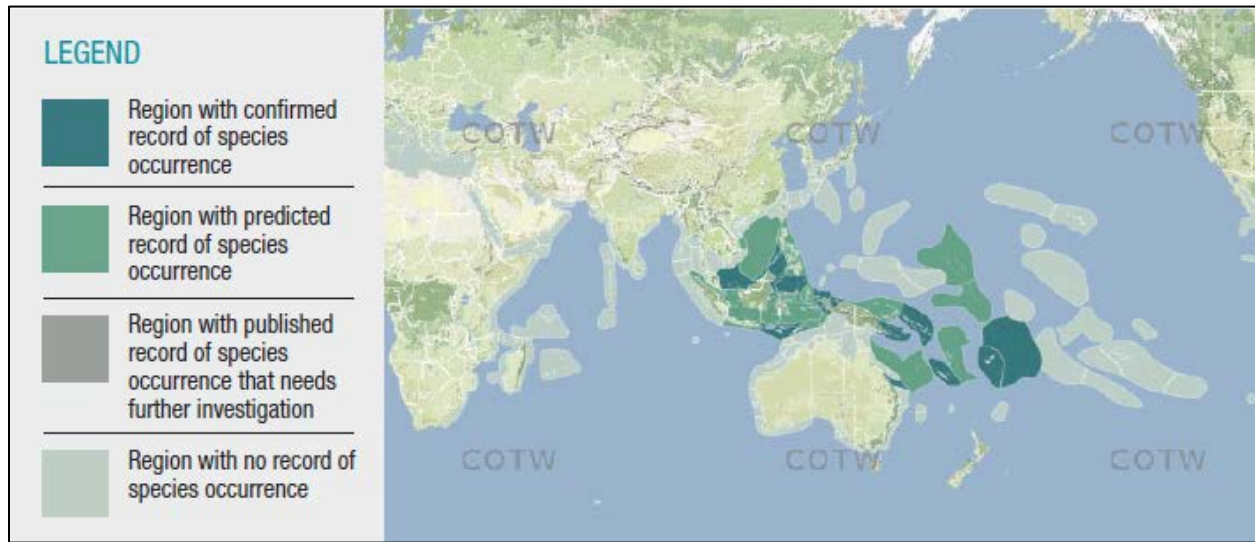 LEGEND
Region with confirmed
record of species
occurrence
Region with predicted
record of species
occurrence
Region with published
record of species
occurrence that needs
further investigation
Region with no record of
species occurrence
COTW COTW COTW
COTW COTW COTW